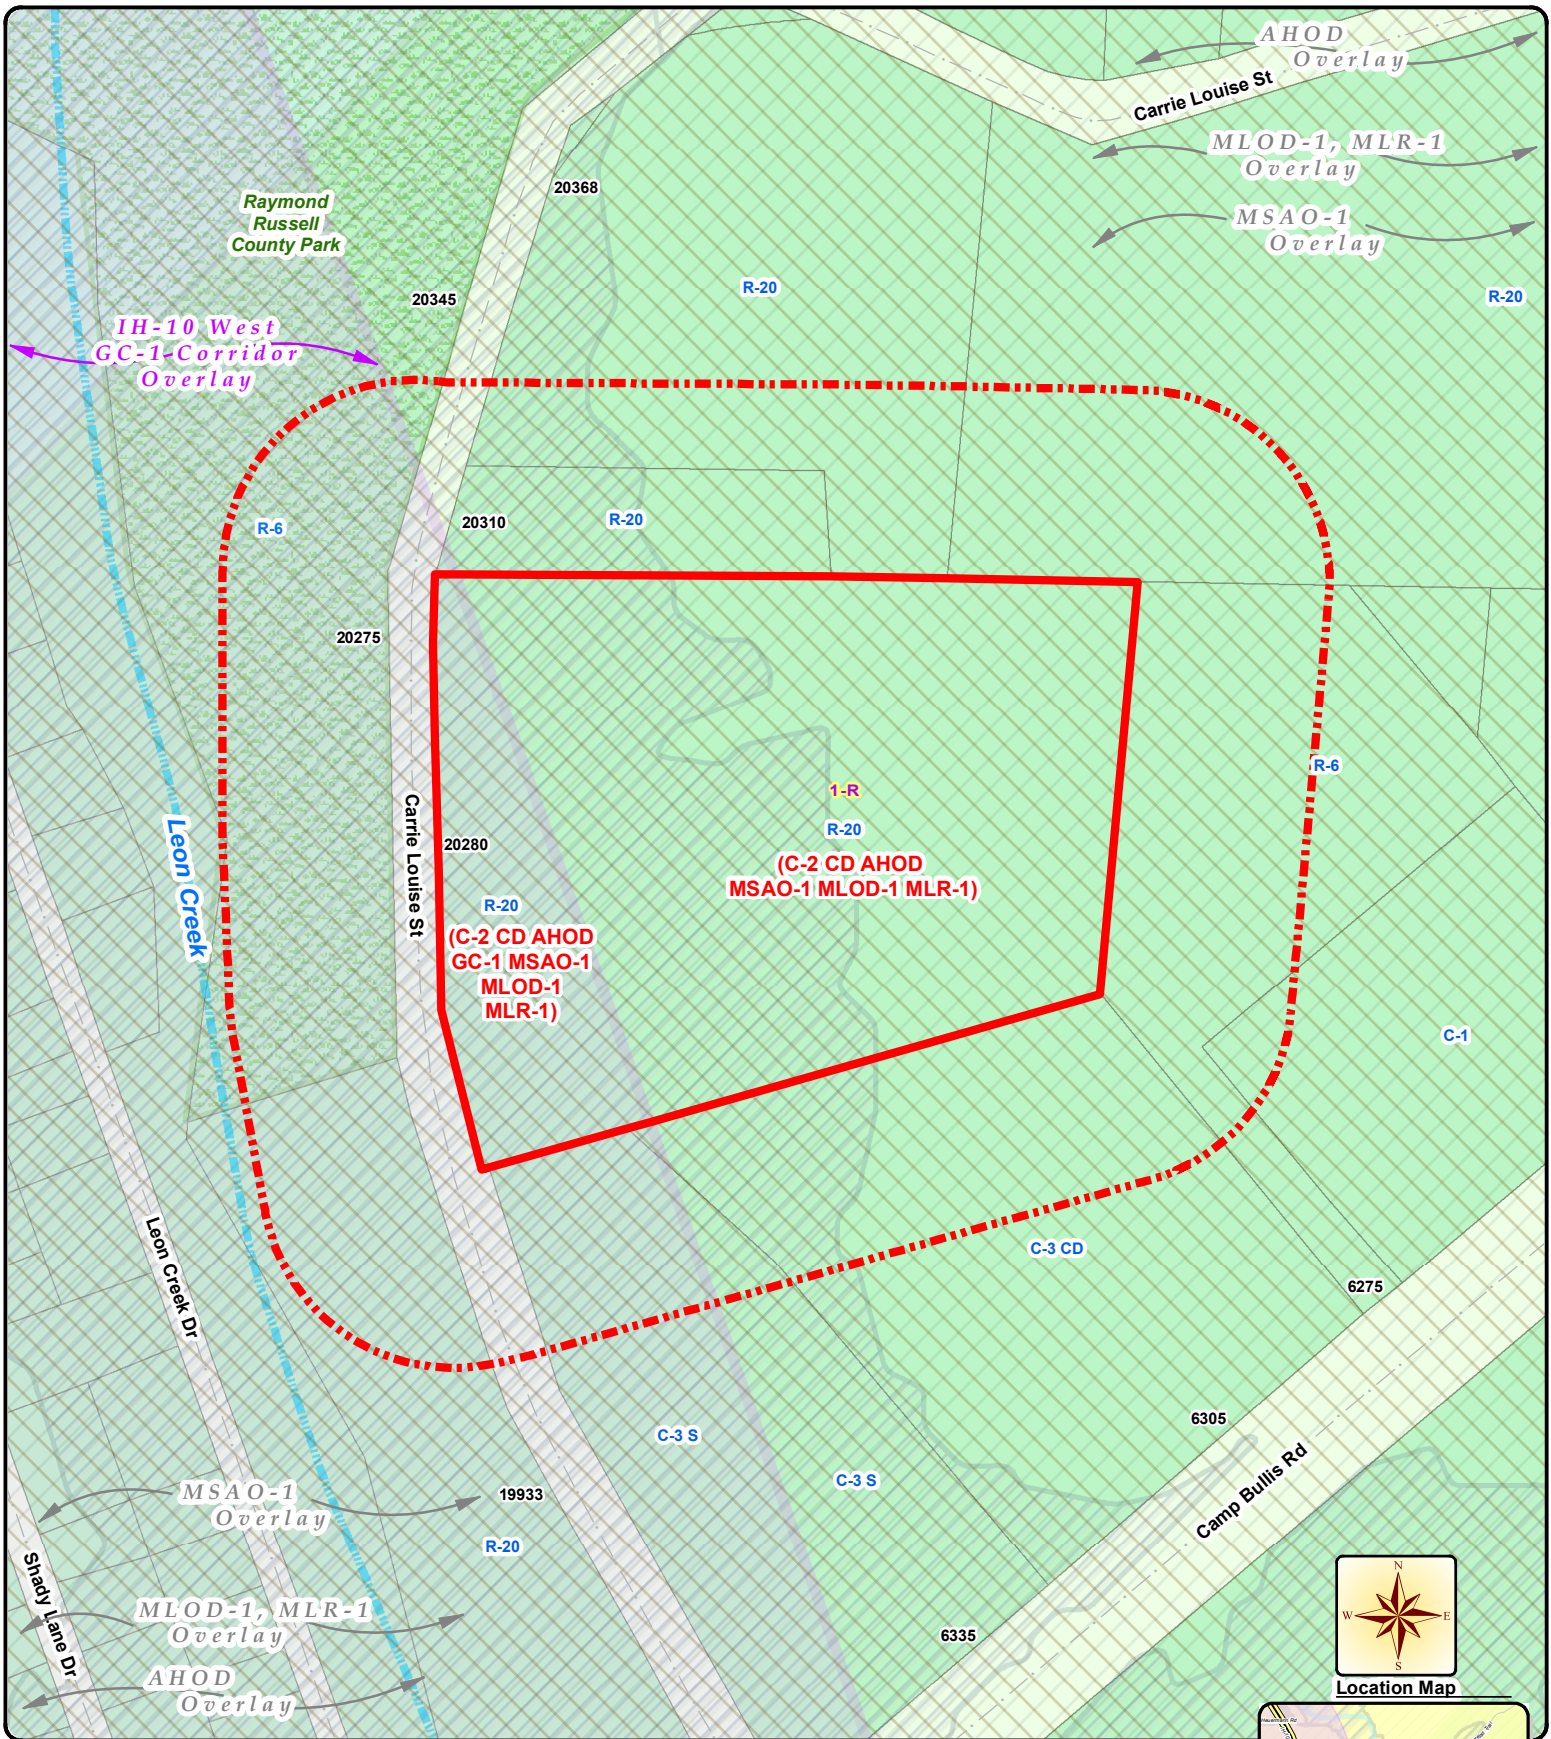 AHOD
Overlay
Carrie Louise St
MLOD-1, MLR-1
Overlay
20368
Raymond
Russell
County Park
MSAO-1
Overlay
R-20
R-20
20345
IH-10 West
GC-1 Corridor
Overlay
20310
R-20
R-6
20275
R-6
1-R
R-20
(C-2 CD AHOD
MSAO-1 MLOD-1 MLR-1)
Carrie Louise St
20280
Leon Creek
R-20
(C-2 CD AHOD
GC-1 MSAO-1
MLOD-1
MLR-1)
C-1
Leon Creek Dr
C-3 CD
6275
6305
C-3 S
C-3 S
Camp Bullis Rd
MSAO-1
Overlay
19933
R-20
Shady Lane Dr
MLOD-1, MLR-1
Overlay
6335
AHOD
Overlay
N
W
E
S
Location Map